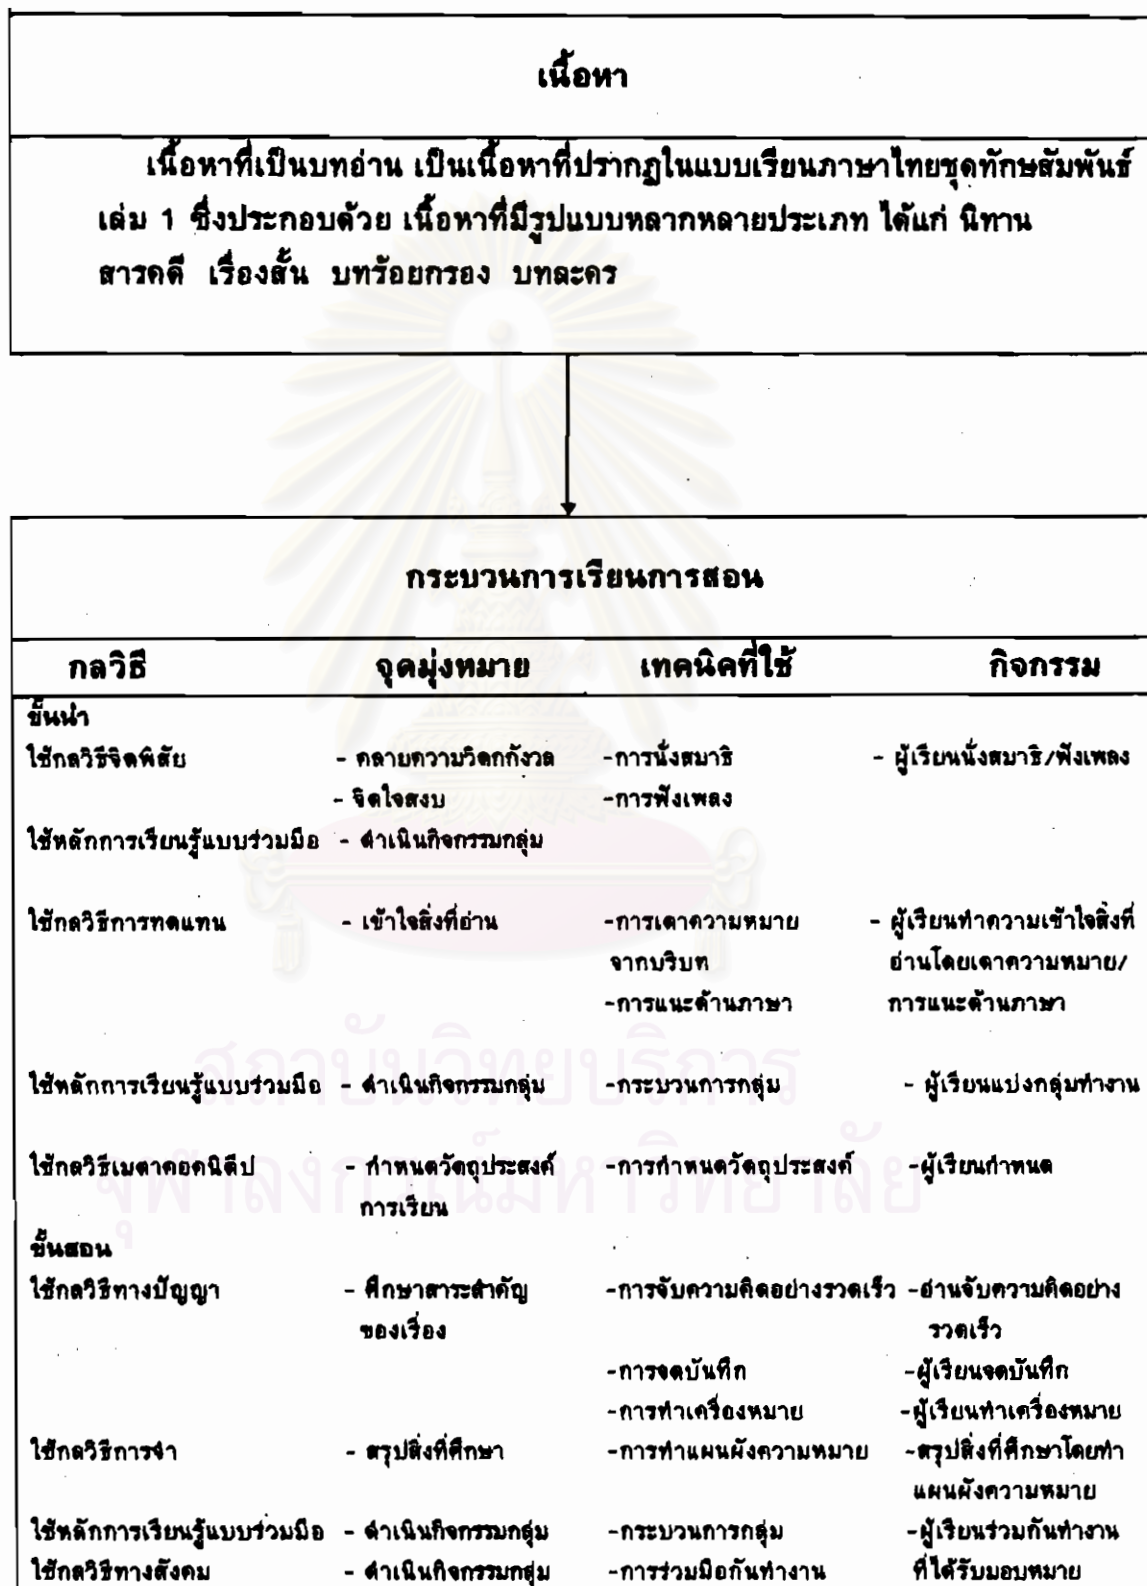 เนื้อหา
เนื้อหาที่เป็นบทอ่าน เป็นเนื้อหาที่ปรากฏในแบบเรียนภาษาไทยชุดทักษสัมพันธ์
เล่ม 1 ซึ่งประกอบด้วย เนื้อหาที่มีรูปแบบหลากหลายประเภท ได้แก่ นิทาน
สารคดี เรื่องสั้น บทร้อยกรอง บทละคร
กระบวนการเรียนการสอน
กลวิธี จุดมุ่งหมาย เทคนิคที่ใช้ กิจกรรม
ขั้นนำ
ใช้กลวิธีจิตพิสัย - คลายความวิตกกังวล -การนั่งสมาธิ - ผู้เรียนนั่งสมาธิ/ฟังเพลง
- จิตใจสงบ -การฟังเพลง
ใช้หลักการเรียนรู้แบบร่วมมือ - ดำเนินกิจกรรมกลุ่ม
ใช้กลวิธีการทดแทน - เข้าใจสิ่งที่อ่าน -การเดาความหมาย - ผู้เรียนทำความเข้าใจสิ่งที่
จากบริบท อ่านโดยเดาความหมาย/
-การแนะด้านภาษา การแนะด้านภาษา
ใช้หลักการเรียนรู้แบบร่วมมือ - ดำเนินกิจกรรมกลุ่ม -กระบวนการกลุ่ม - ผู้เรียนแบ่งกลุ่มทำงาน
ใช้กลวิธีเมตาคอคนิตีป - กำหนดวัตถุประสงค์ -การกำหนดวัตถุประสงค์ -ผู้เรียนกำหนด
การเรียน
ขั้นสอน
ใช้กลวิธีทางปัญญา - ศึกษาสาระสำคัญ -การจับความคิดอย่างรวดเร็ว -อ่านจับความคิดอย่าง
ของเรื่อง รวดเร็ว
-การจดบันทึก -ผู้เรียนจดบันทึก
-การทำเครื่องหมาย -ผู้เรียนทำเครื่องหมาย
ใช้กลวิธีการจำ - สรุปสิ่งที่ศึกษา -การทำแผนผังความหมาย -สรุปสิ่งที่ศึกษาโดยทำ
แผนผังความหมาย
ใช้หลักการเรียนรู้แบบร่วมมือ - ดำเนินกิจกรรมกลุ่ม -กระบวนการกลุ่ม -ผู้เรียนร่วมกันทำงาน
ใช้กลวิธีทางสังคม - ดำเนินกิจกรรมกลุ่ม -การร่วมมือกันทำงาน ที่ได้รับมอบหมาย
สถาบันวิทยบริการ
จุฬาลงกรณ์มหาวิทยาลัย